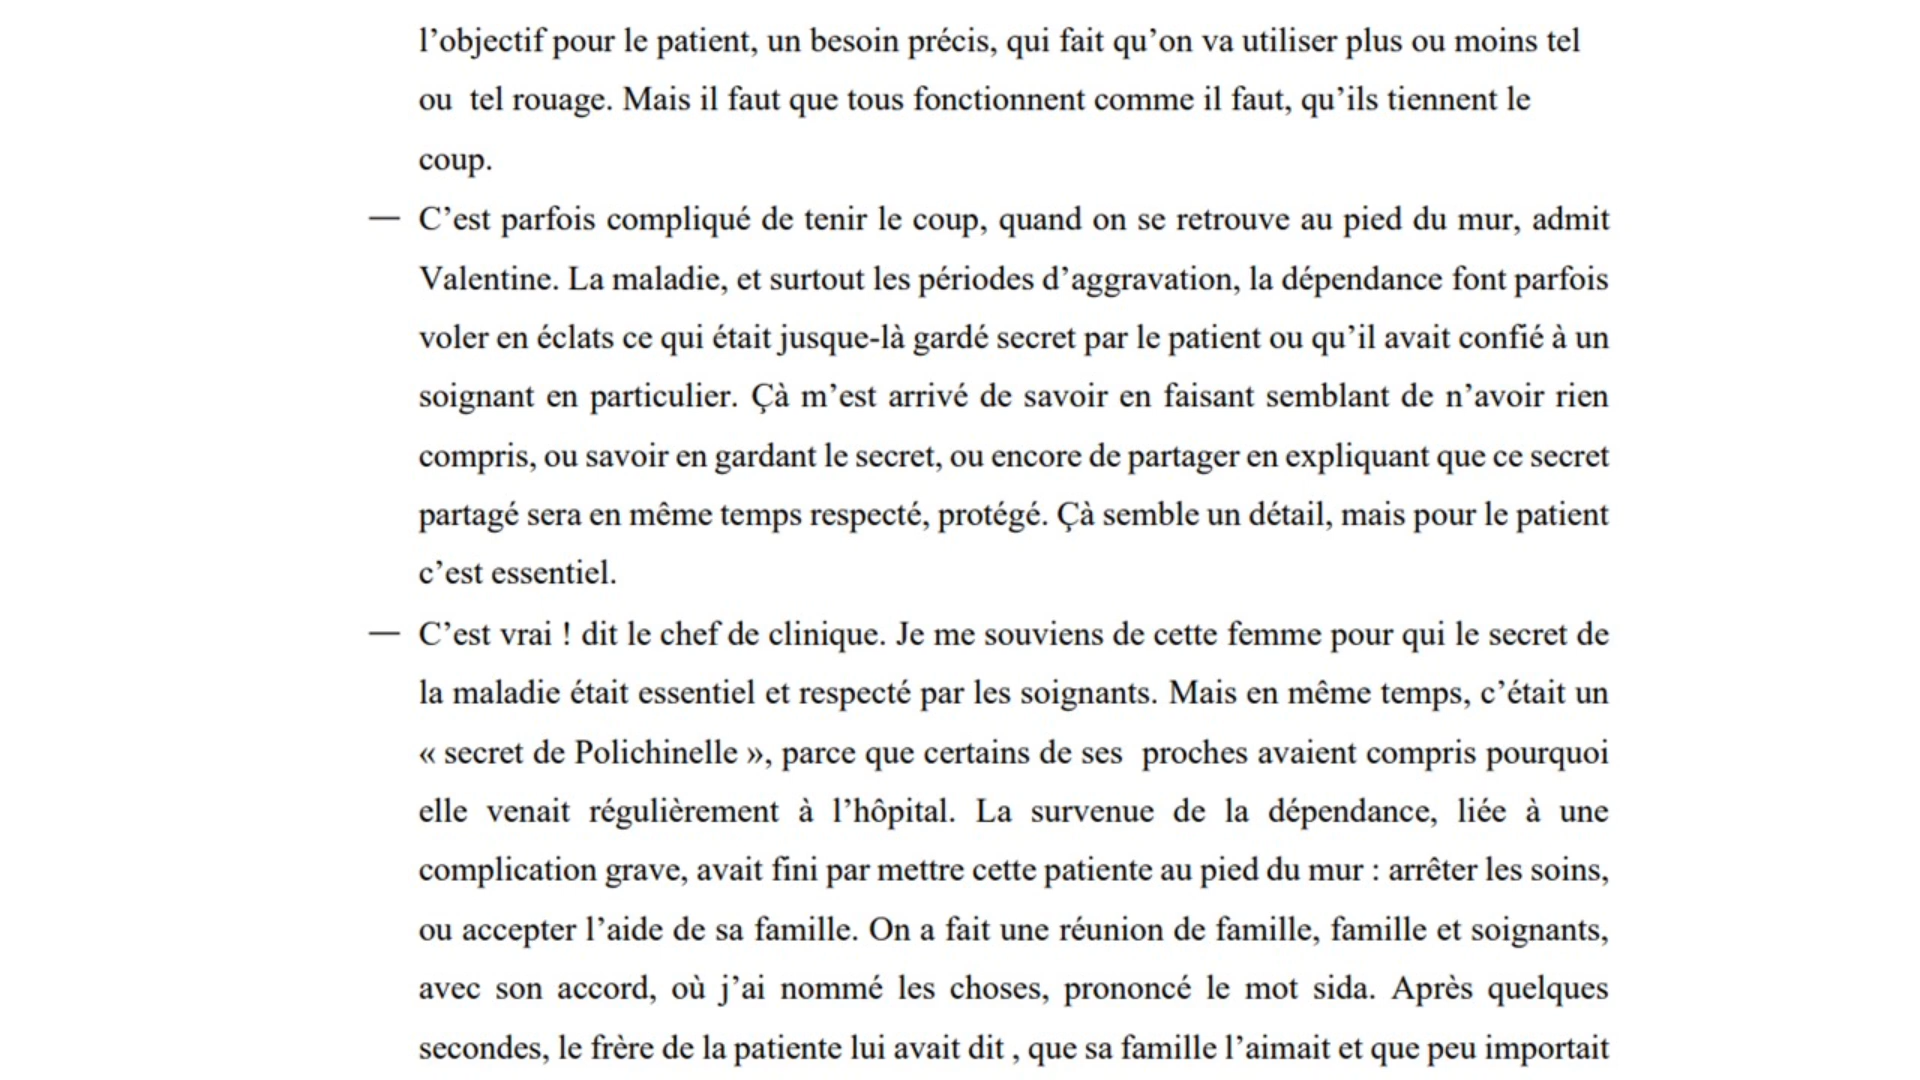 l’objectif pour le patient, un besoin précis, qui fait qu’on va utiliser plus ou moins tel
ou  tel rouage. Mais il faut que tous fonctionnent comme il faut, qu’ils tiennent le
coup.
— C’est parfois compliqué de tenir le coup, quand on se retrouve au pied du mur, admit
Valentine. La maladie, et surtout les périodes d’aggravation, la dépendance font parfois
voler en éclats ce qui était jusque-là gardé secret par le patient ou qu’il avait confié à un
soignant en particulier. Çà m’est arrivé de savoir en faisant semblant de n’avoir rien
compris, ou savoir en gardant le secret, ou encore de partager en expliquant que ce secret
partagé sera en même temps respecté, protégé. Çà semble un détail, mais pour le patient
c’est essentiel.
— C’est vrai ! dit le chef de clinique. Je me souviens de cette femme pour qui le secret de
la maladie était essentiel et respecté par les soignants. Mais en même temps, c’était un
« secret de Polichinelle », parce que certains de ses  proches avaient compris pourquoi
elle venait régulièrement à l’hôpital. La survenue de la dépendance, liée à une
complication grave, avait fini par mettre cette patiente au pied du mur : arrêter les soins,
ou accepter l’aide de sa famille. On a fait une réunion de famille, famille et soignants,
avec son accord, où j’ai nommé les choses, prononcé le mot sida. Après quelques
secondes, le frère de la patiente lui avait dit , que sa famille l’aimait et que peu importait